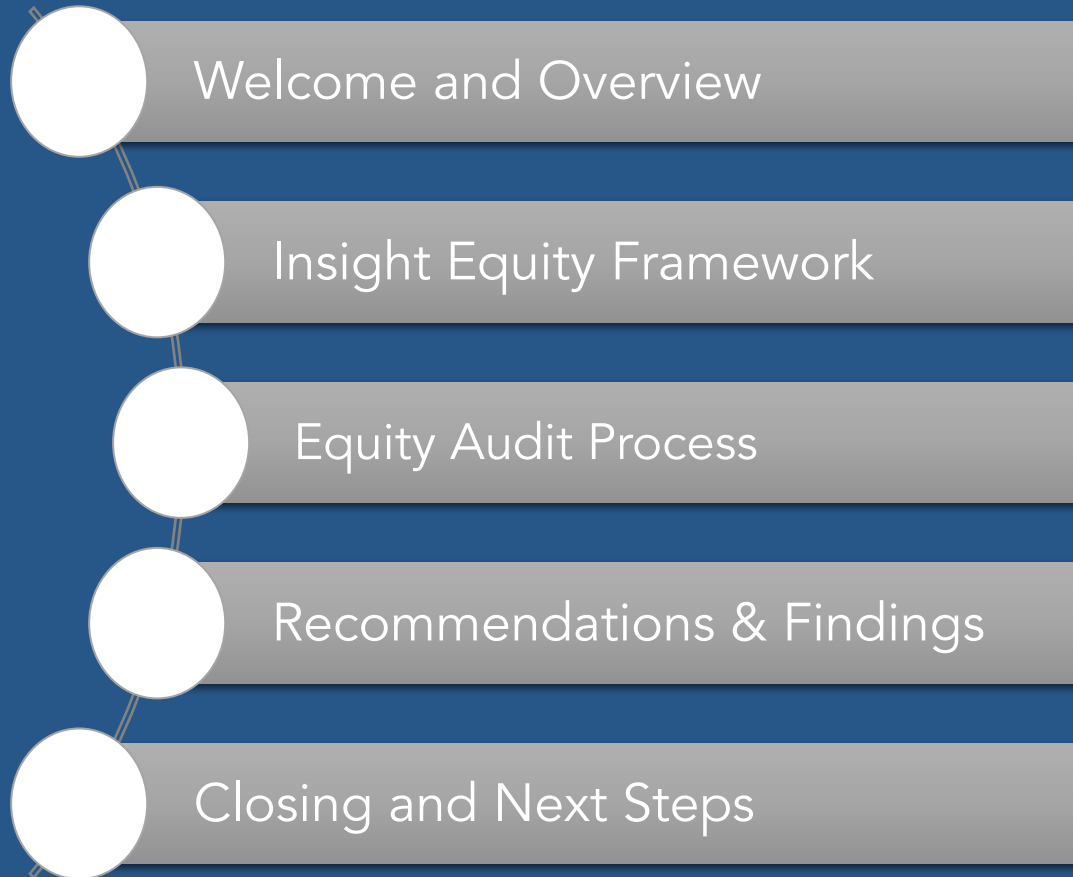 Welcome and Overview
Insight Equity Framework
Equity Audit Process
Recommendations & Findings
Closing and Next Steps